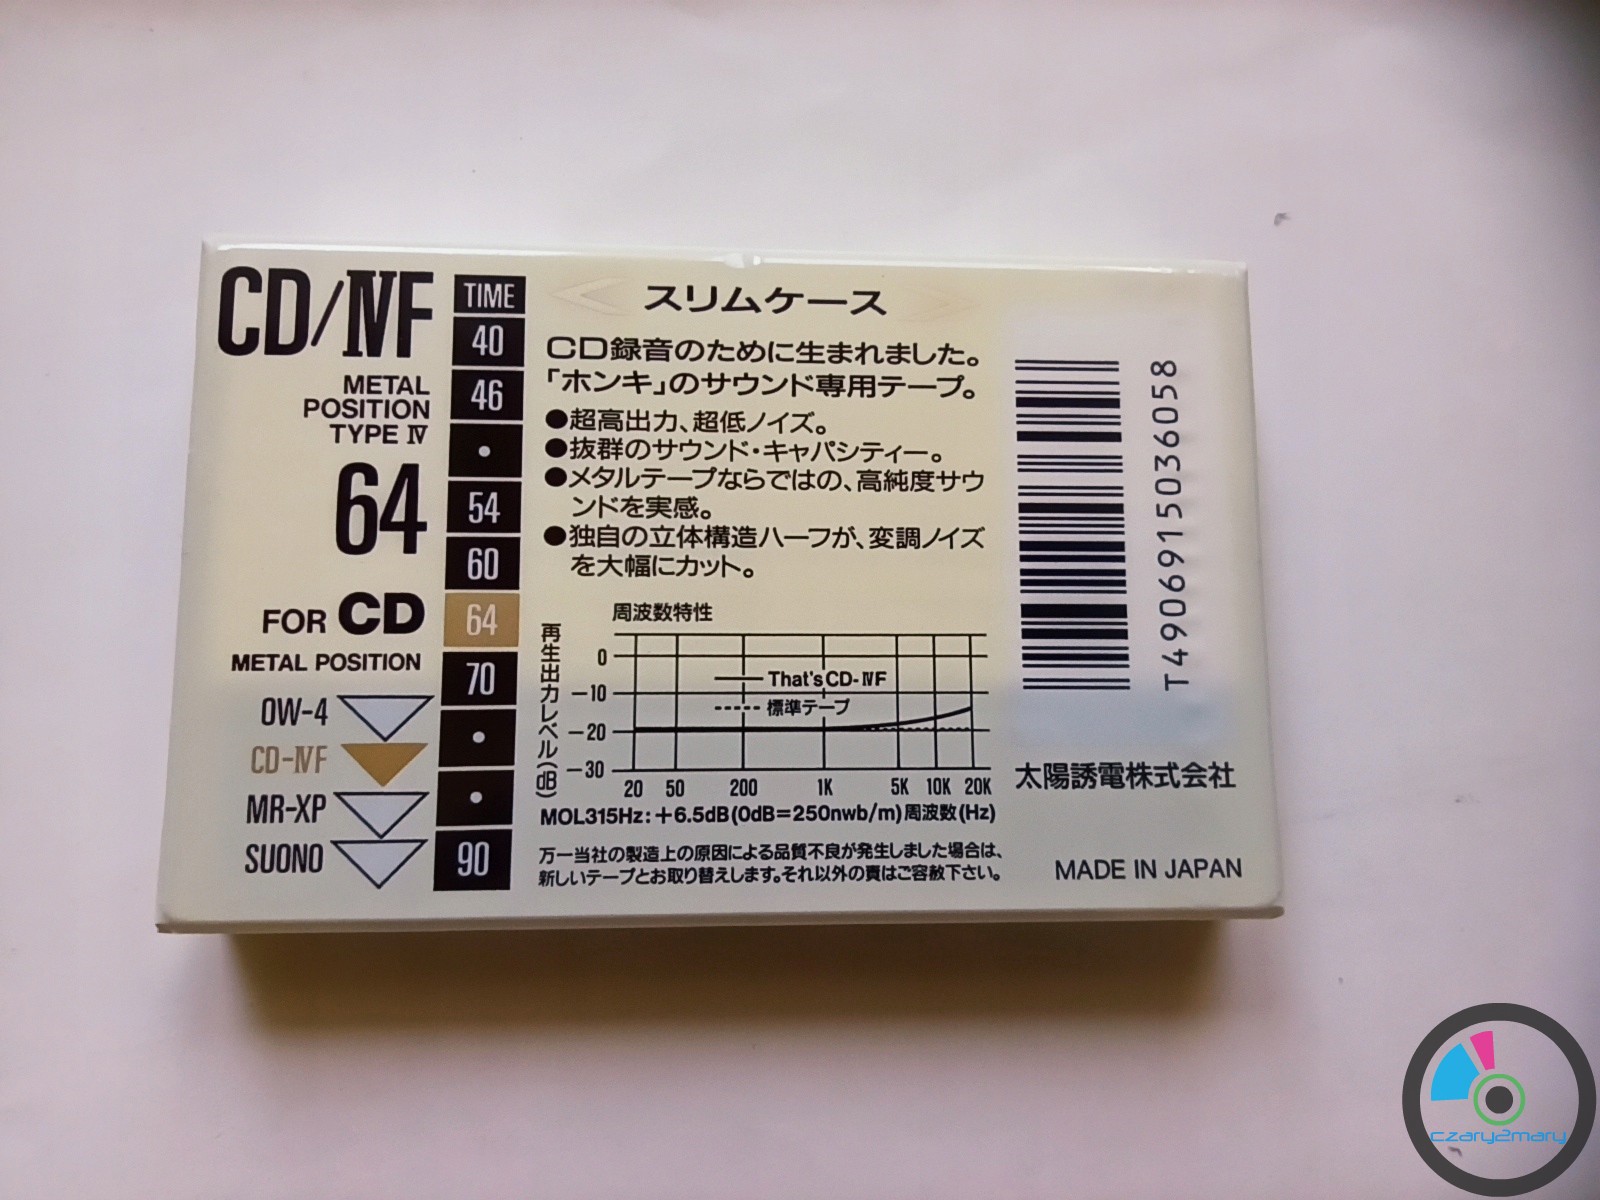 CD/ⅣF
METAL
POSITION
TYPE Ⅳ
64
FOR CD
METAL POSITION
OW-4
CD-ⅣF
MR-XP
SUONO
TIME
40
46
•
54
60
64
70
•
•
90
スリムケース
CD録音のために生まれました。
「ホンキ」のサウンド専用テープ。
●超高出力、超低ノイズ。
●抜群のサウンド・キャパシティー。
●メタルテープならではの、高純度サウ
ンドを実感。
●独自の立体構造ハーフが、変調ノイズ
を大幅にカット。
周波数特性
再生出力レベル(dB)
0
-10
-20
-30
That's CD-ⅣF
標準テープ
20 50 200 1K 5K 10K 20K
MOL315Hz:+6.5dB(0dB=250nwb/m)周波数(Hz)
万一当社の製造上の原因による品質不良が発生しました場合は、
新しいテープとお取り替えします。それ以外の責はご容赦下さい。
T4906915036058
太陽誘電株式会社
MADE IN JAPAN
czary2mary